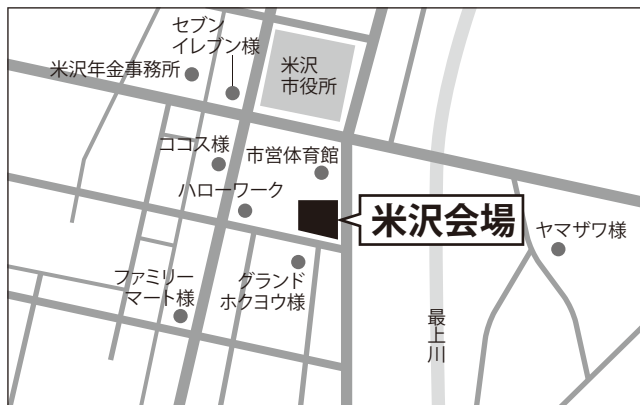 セブン
イレブン様
米沢年金事務所
米沢
市役所
ココス様
市営体育館
ハローワーク
米沢会場
ヤマザワ様
ファミリー
マート様
グランド
ホクヨウ様
最上川